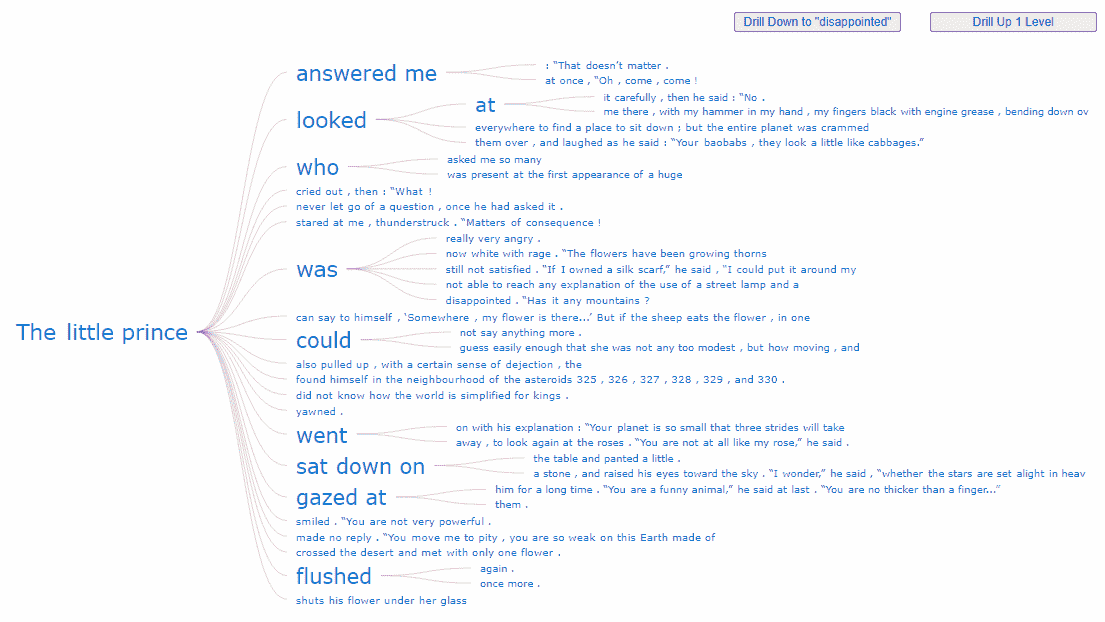 Drill Down to "disappointed"
Drill Up 1 Level
The little prince
answered me
: “That doesn’t matter .
at once , “Oh , come , come !
looked
at
it carefully , then he said : “No .
me there , with my hammer in my hand , my fingers black with engine grease , bending down ov
everywhere to find a place to sit down ; but the entire planet was crammed
them over , and laughed as he said : “Your baobabs , they look a little like cabbages.”
who
asked me so many
was present at the first appearance of a huge
cried out , then : “What !
never let go of a question , once he had asked it .
stared at me , thunderstruck . “Matters of consequence !
was
really very angry .
now white with rage . “The flowers have been growing thorns
still not satisfied . “If I owned a silk scarf,” he said , “I could put it around my
not able to reach any explanation of the use of a street lamp and a
disappointed . “Has it any mountains ?
can say to himself , ‘Somewhere , my flower is there...’ But if the sheep eats the flower , in one
could
not say anything more .
guess easily enough that she was not any too modest , but how moving , and
also pulled up , with a certain sense of dejection , the
found himself in the neighbourhood of the asteroids 325 , 326 , 327 , 328 , 329 , and 330 .
did not know how the world is simplified for kings .
yawned .
went
on with his explanation : “Your planet is so small that three strides will take
away , to look again at the roses . “You are not at all like my rose,” he said .
sat down on
the table and panted a little .
a stone , and raised his eyes toward the sky . “I wonder,” he said , “whether the stars are set alight in heav
gazed at
him for a long time . “You are a funny animal,” he said at last . “You are no thicker than a finger...”
them .
smiled . “You are not very powerful .
made no reply . “You move me to pity , you are so weak on this Earth made of
crossed the desert and met with only one flower .
flushed
again .
once more .
shuts his flower under her glass